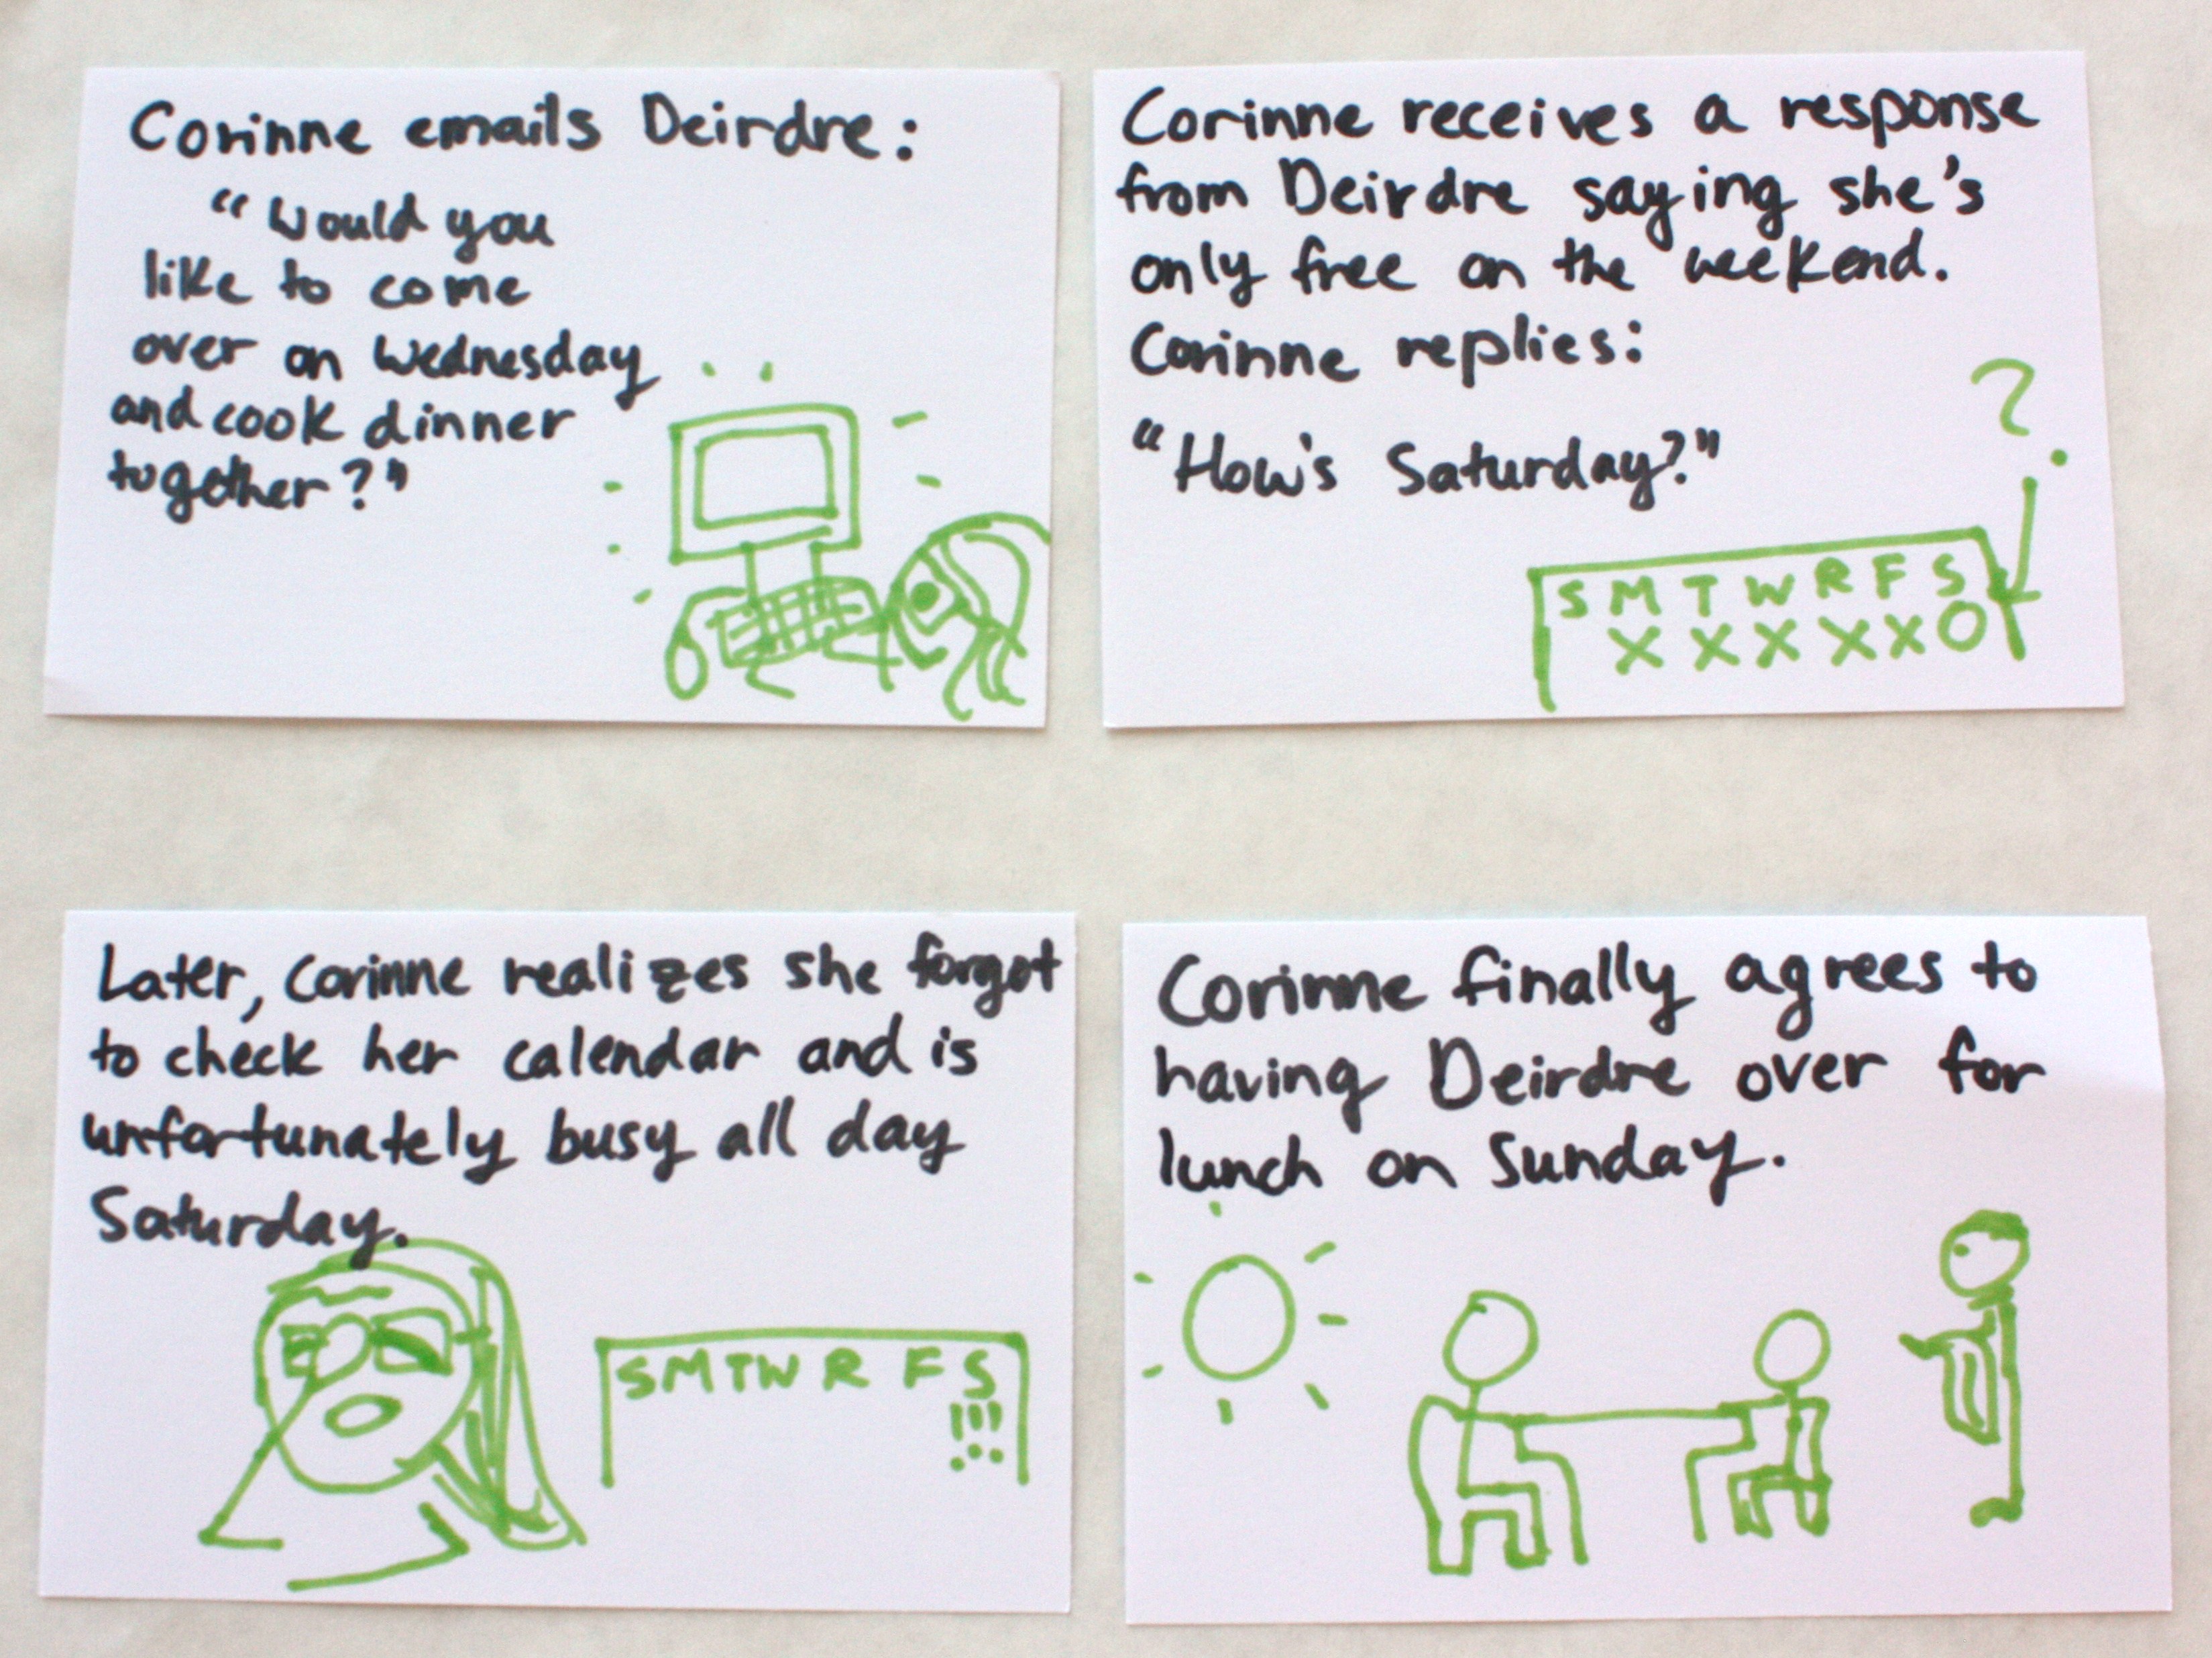 Corinne emails Deirdre:
"Would you
like to come
over on Wednesday
and cook dinner
together?"
Corinne receives a response
from Deirdre saying she's
only free on the weekend.
Corinne replies:
"How's Saturday?"
?
S M T W R F S
X X X X X O
Later, Corinne realizes she forgot
to check her calendar and is
unfortunately busy all day
Saturday.
S M T W R F S
!!!
Corinne finally agrees to
having Deirdre over for
lunch on Sunday.